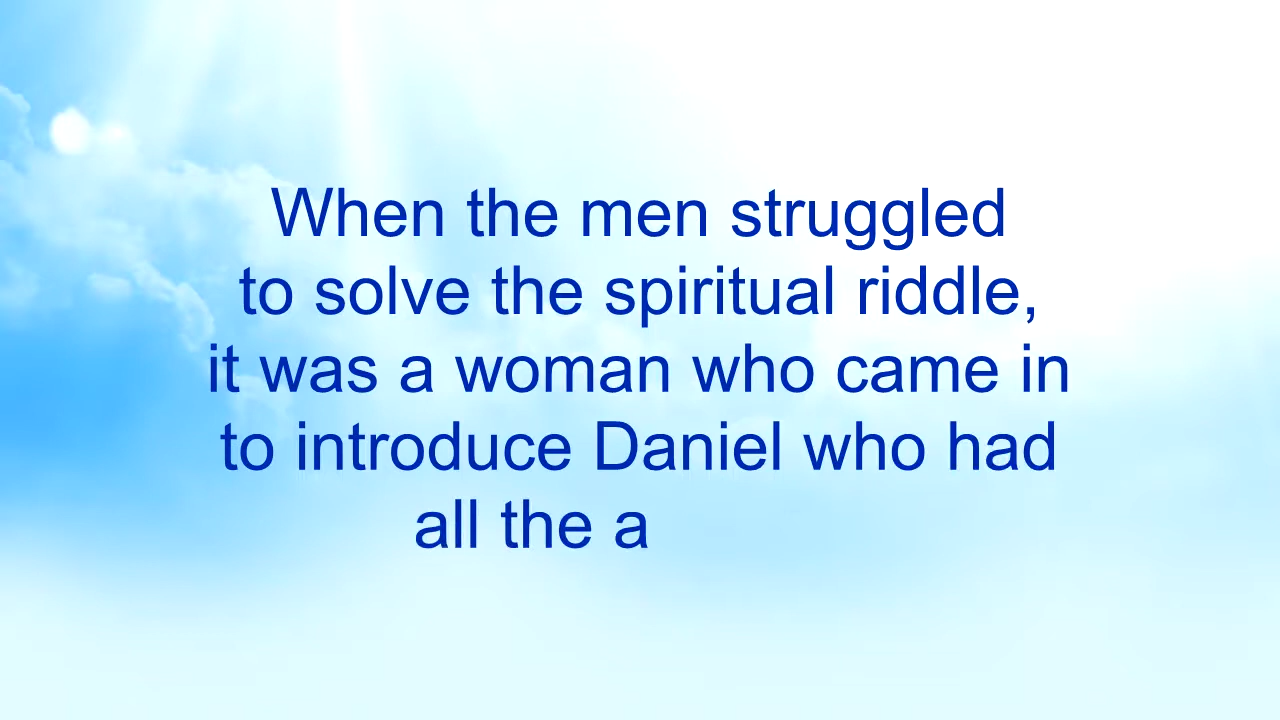 When the men struggled
to solve the spiritual riddle,
it was a woman who came in
to introduce Daniel who had
all the a